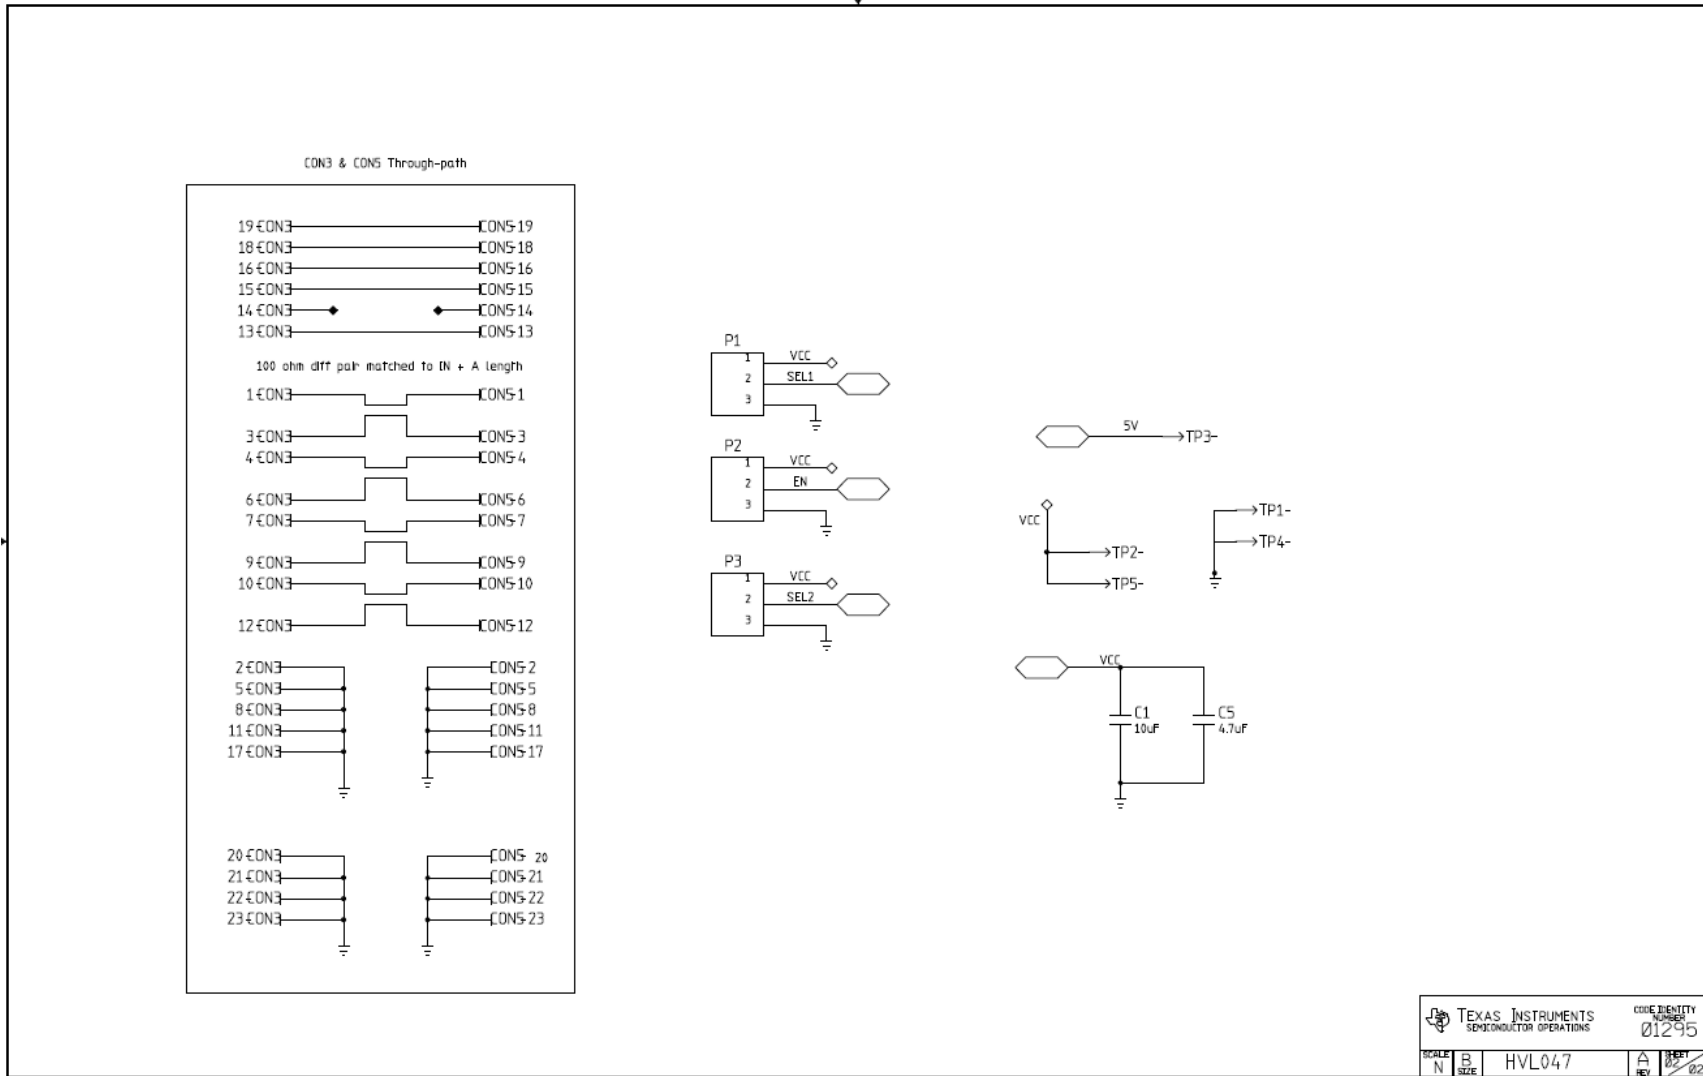 CON3 & CON5 Through-path
19 CON3 CON5-19
18 CON3 CON5-18
16 CON3 CON5-16
15 CON3 CON5-15
14 CON3 CON5-14
13 CON3 CON5-13
100 ohm diff pair matched to IN + A length
1 CON3 CON5-1
3 CON3 CON5-3
4 CON3 CON5-4
6 CON3 CON5-6
7 CON3 CON5-7
9 CON3 CON5-9
10 CON3 CON5-10
12 CON3 CON5-12
2 CON3 CON5-2
5 CON3 CON5-5
8 CON3 CON5-8
11 CON3 CON5-11
17 CON3 CON5-17
20 CON3 CON5- 20
21 CON3 CON5-21
22 CON3 CON5-22
23 CON3 CON5-23
P1
1 VCC
2 SEL1
3
P2
1 VCC
2 EN
3
P3
1 VCC
2 SEL2
3
5V TP3-
VCC
TP2-
TP5-
TP1-
TP4-
VCC
C1
10uF
C5
4.7uF
TEXAS INSTRUMENTS
SEMICONDUCTOR OPERATIONS
CODE IDENTITY
NUMBER
01295
SCALE
N
B
SIZE
HVL047
A
REV
SHEET
02/02